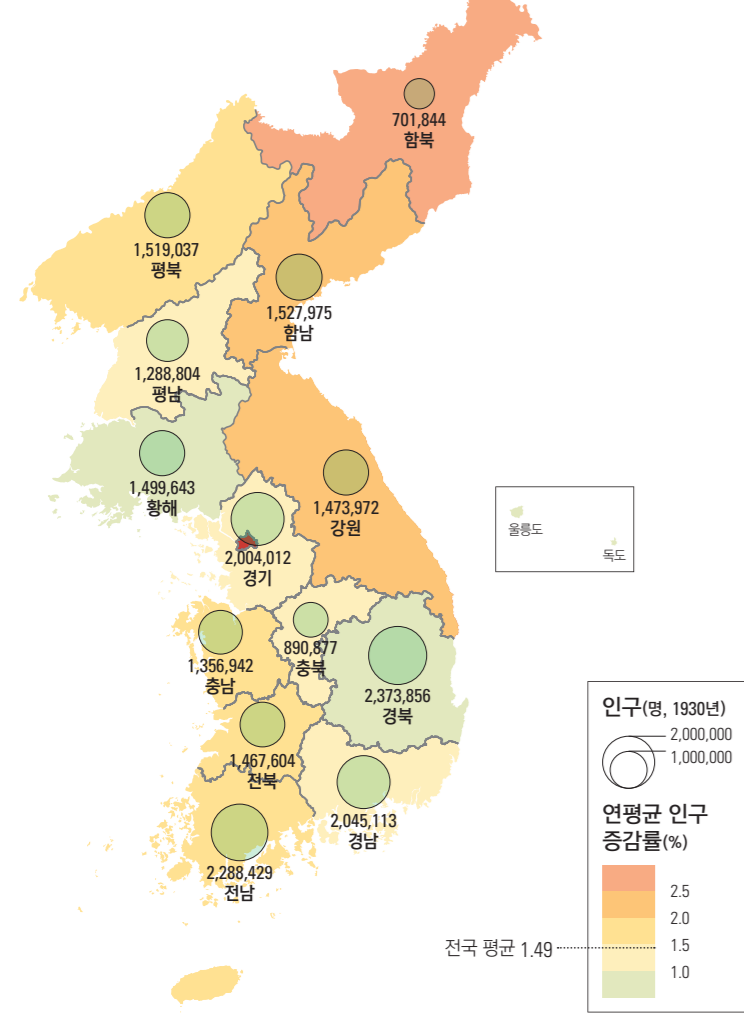 701,844
함북
1,519,037
평북
1,527,975
함남
1,288,804
평남
1,499,643
황해
1,473,972
강원
울릉도
독도
2,004,012
경기
1,356,942
충남
890,877
충북
2,373,856
경북
1,467,604
전북
2,045,113
경남
2,288,429
전남
인구(명, 1930년)
2,000,000
1,000,000
연평균 인구
증감률(%)
2.5
2.0
1.5
전국 평균 1.49
1.0